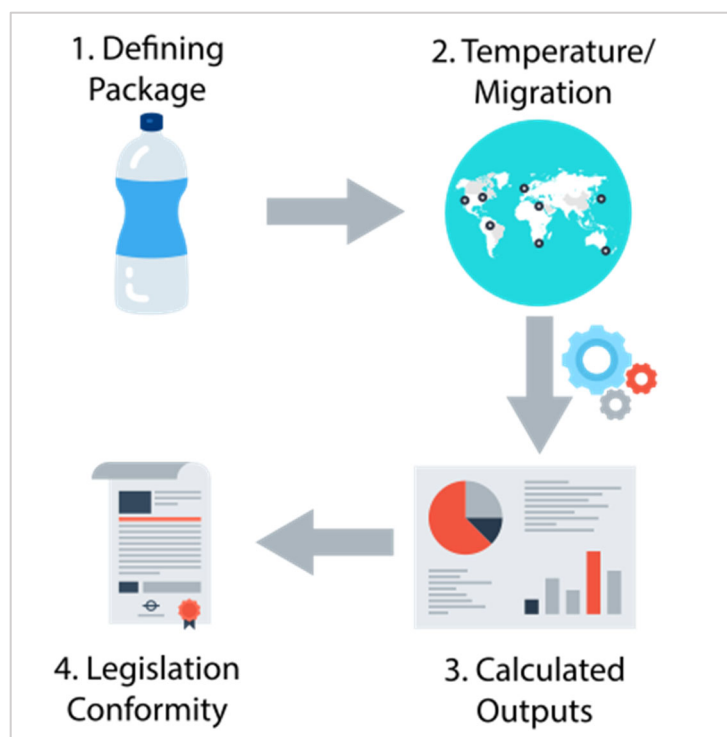 1. Defining
Package
2. Temperature/
Migration
4. Legislation
Conformity
3. Calculated
Outputs